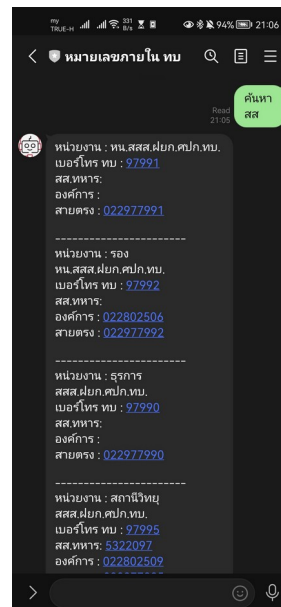 my
TRUE-H
331
B/s
94%
21:06
หมายเลขภายใน ทบ
Read
21:05
ค้นหา
สส
หน่วยงาน : หน.สสส.ฝยก.ศปก.ทบ.
เบอร์โทร ทบ : 97991
สส.ทหาร:
องค์การ :
สายตรง : 022977991
-----------------------
หน่วยงาน : รอง
หน.สสส.ฝยก.ศปก.ทบ.
เบอร์โทร ทบ : 97992
สส.ทหาร:
องค์การ : 022802506
สายตรง : 022977992
-----------------------
หน่วยงาน : ธุรการ
สสส.ฝยก.ศปก.ทบ.
เบอร์โทร ทบ : 97990
สส.ทหาร:
องค์การ :
สายตรง : 022977990
-----------------------
หน่วยงาน : สถานีวิทยุ
สสส.ฝยก.ศปก.ทบ.
เบอร์โทร ทบ : 97995
สส.ทหาร: 5322097
องค์การ : 022802509